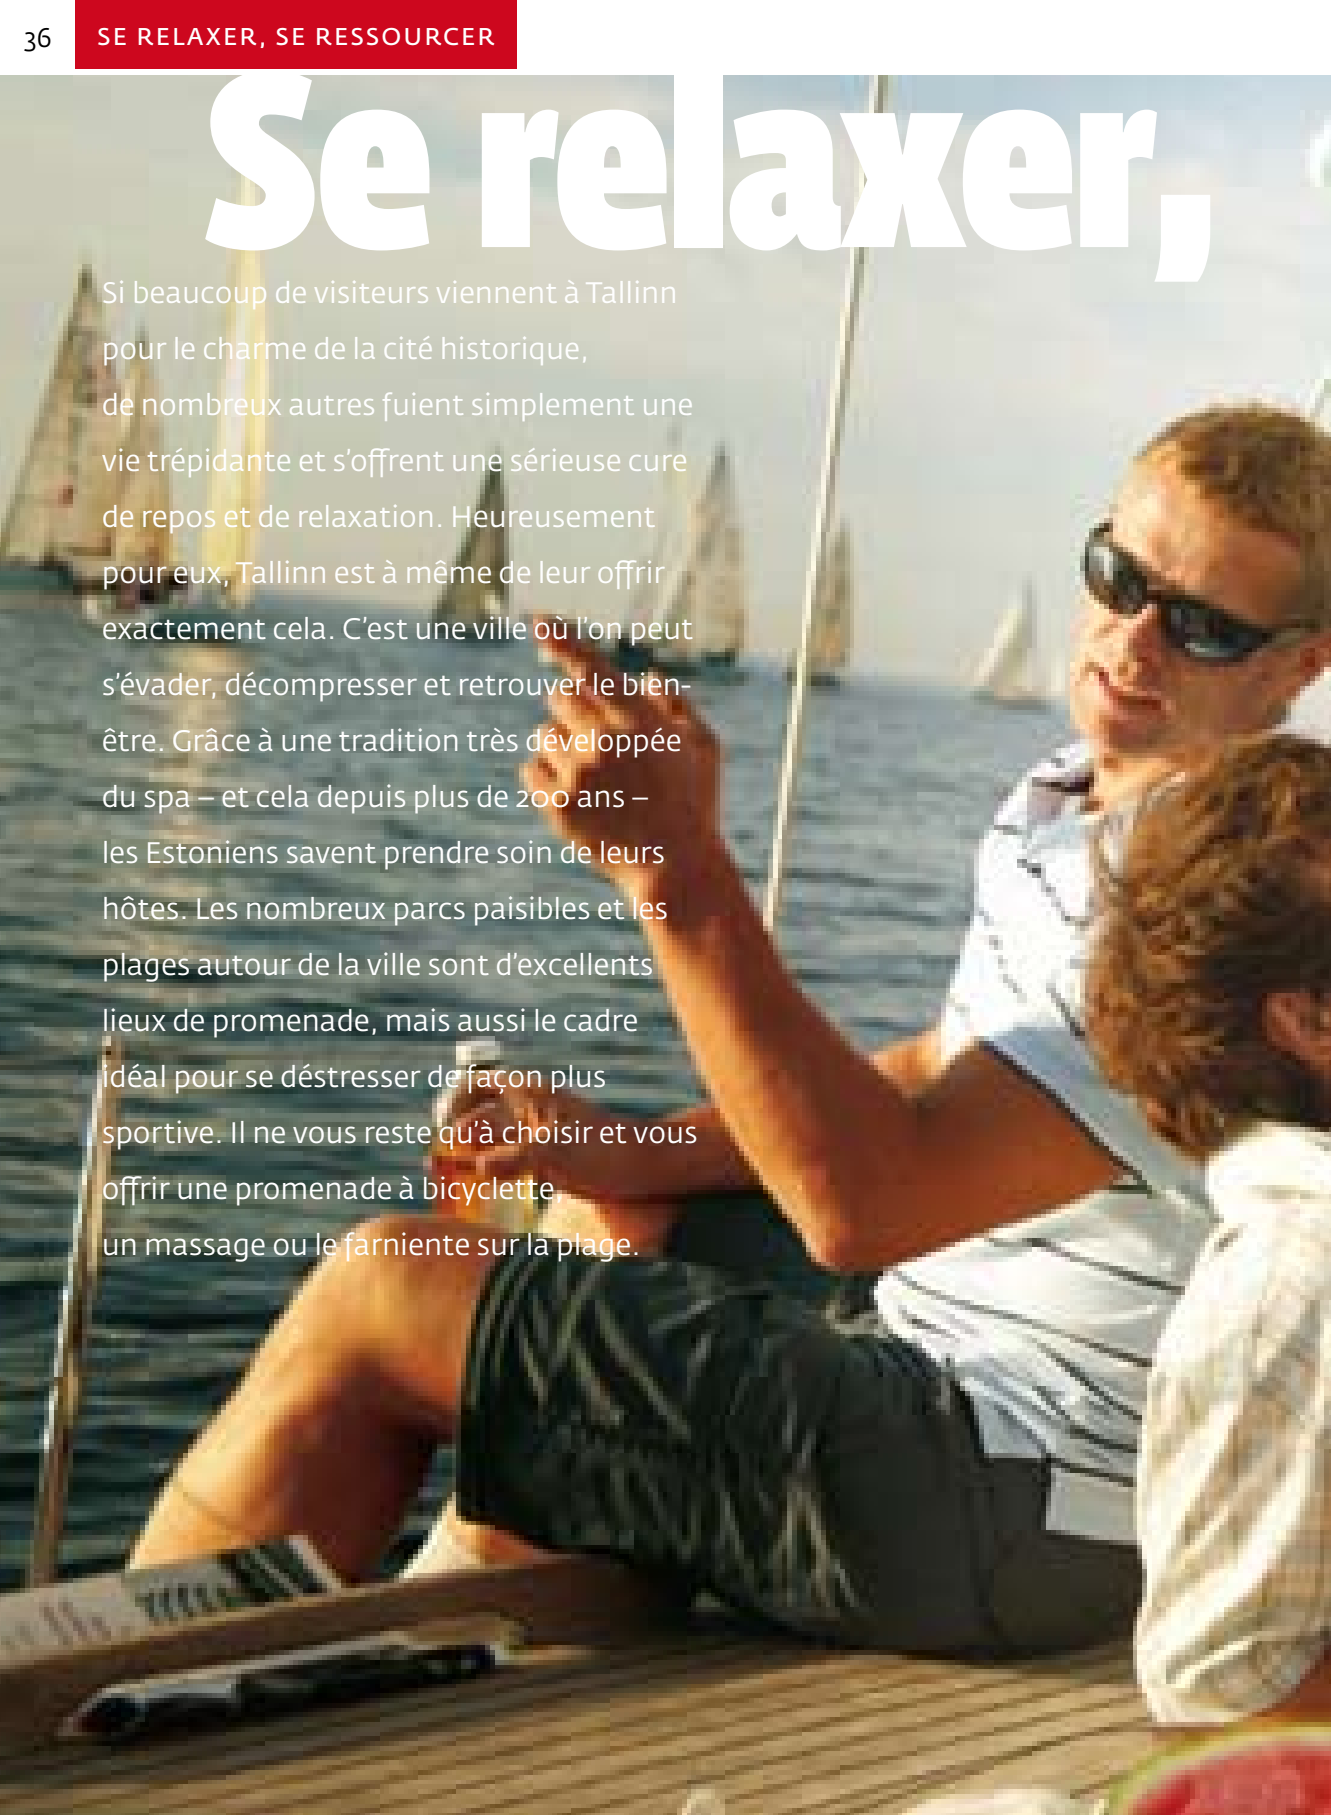 36
SE RELAXER, SE RESSOURCER
Se relaxer,
Si beaucoup de visiteurs viennent à Tallinn
pour le charme de la cité historique,
de nombreux autres fuient simplement une
vie trépidante et s’offrent une sérieuse cure
de repos et de relaxation. Heureusement
pour eux, Tallinn est à même de leur offrir
exactement cela. C’est une ville où l’on peut
s’évader, décompresser et retrouver le bien-
être. Grâce à une tradition très développée
du spa – et cela depuis plus de 200 ans –
les Estoniens savent prendre soin de leurs
hôtes. Les nombreux parcs paisibles et les
plages autour de la ville sont d’excellents
lieux de promenade, mais aussi le cadre
idéal pour se déstresser de façon plus
sportive. Il ne vous reste qu’à choisir et vous
offrir une promenade à bicyclette,
un massage ou le farniente sur la plage.